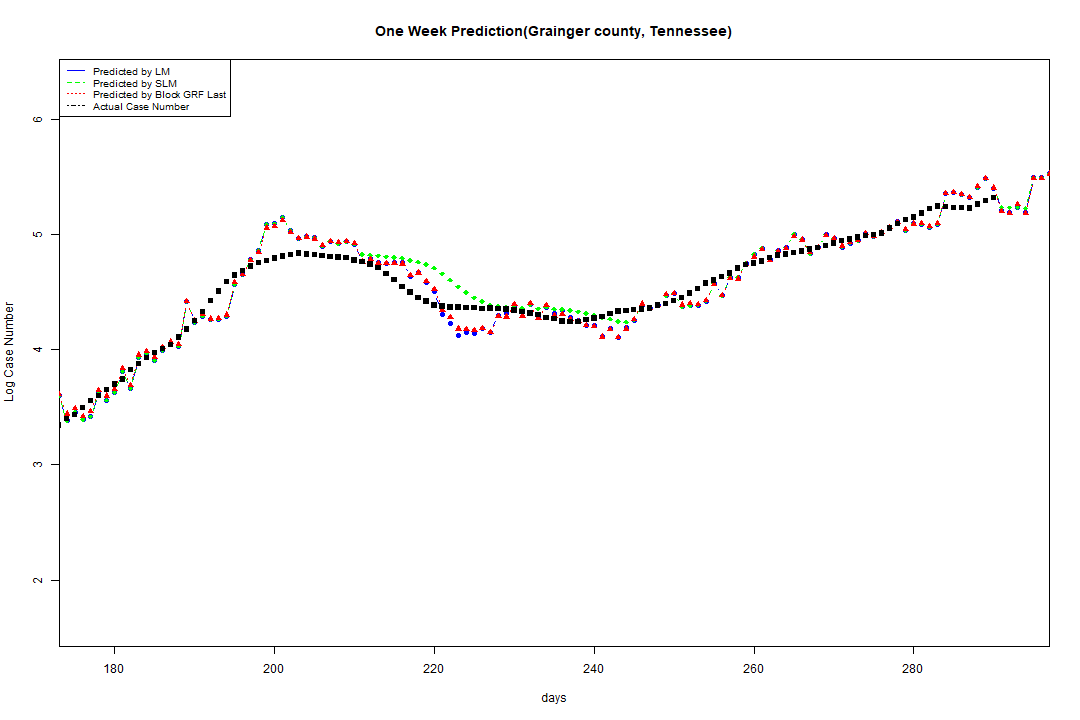 One Week Prediction(Grainger county, Tennessee)
Predicted by LM
Predicted by SLM
Predicted by Block GRF Last
Actual Case Number
6
5
4
3
2
Log Case Number
180 200 220 240 260 280
days